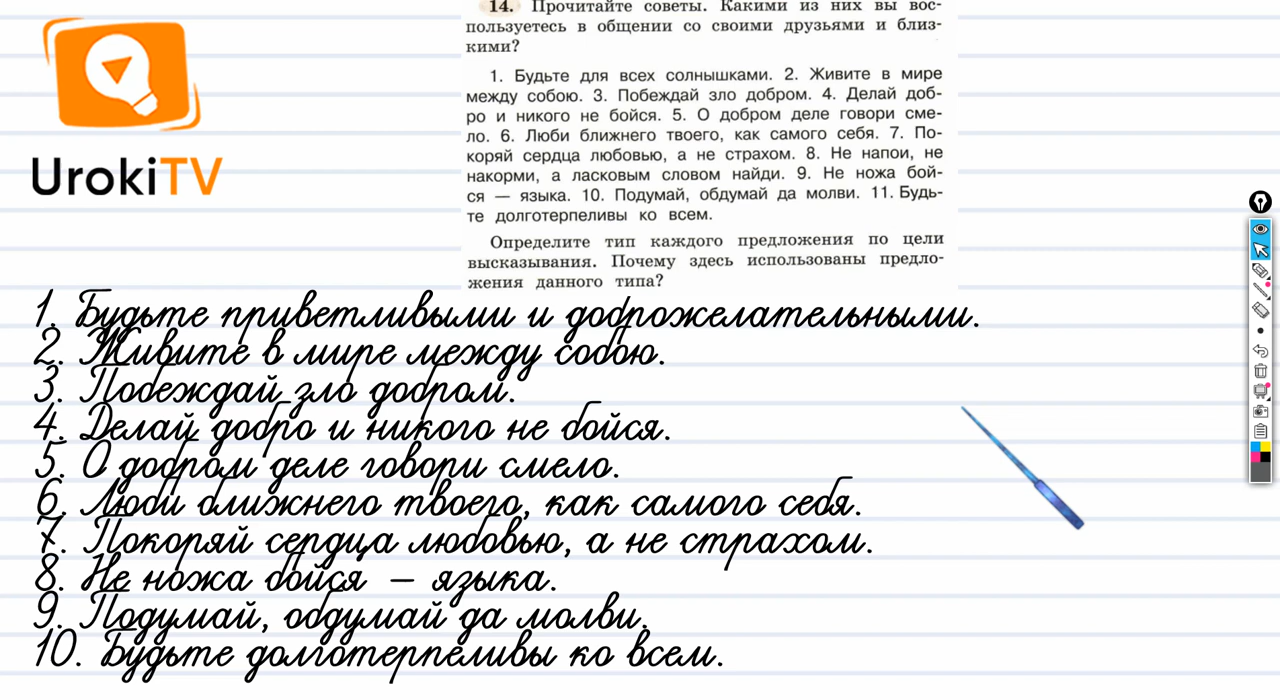 14. Прочитайте советы. Какими из них вы вос-
пользуетесь в общении со своими друзьями и близ-
кими?
1. Будьте для всех солнышками. 2. Живите в мире
между собою. 3. Побеждай зло добром. 4. Делай доб-
ро и никого не бойся. 5. О добром деле говори сме-
ло. 6. Люби ближнего твоего, как самого себя. 7. По-
коряй сердца любовью, а не страхом. 8. Не напои, не
накорми, а ласковым словом найди. 9. Не ножа бой-
ся — языка. 10. Подумай, обдумай да молви. 11. Будь-
те долготерпеливы ко всем.
Определите тип каждого предложения по цели
высказывания. Почему здесь использованы предло-
жения данного типа?
UrokiTV
1. Будьте приветливыми и доброжелательными.
2. Живите в мире между собою.
3. Побеждай зло добром.
4. Делай добро и никого не бойся.
5. О добром деле говори смело.
6. Люби ближнего твоего, как самого себя.
7. Покоряй сердца любовью, а не страхом.
8. Не ножа бойся – языка.
9. Подумай, обдумай да молви.
10. Будьте долготерпеливы ко всем.